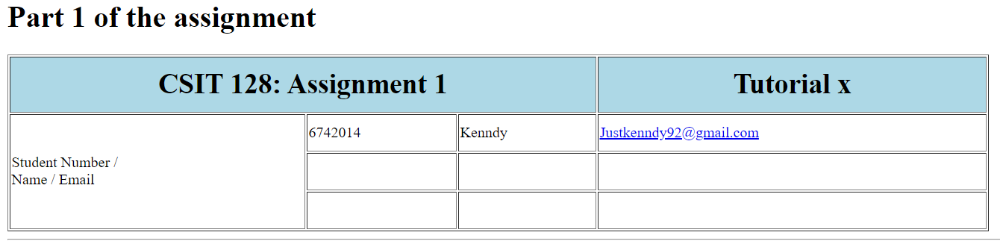 Part 1 of the assignment
CSIT 128: Assignment 1
Tutorial x
Student Number /
Name / Email
6742014
Kenndy
Justkenndy92@gmail.com